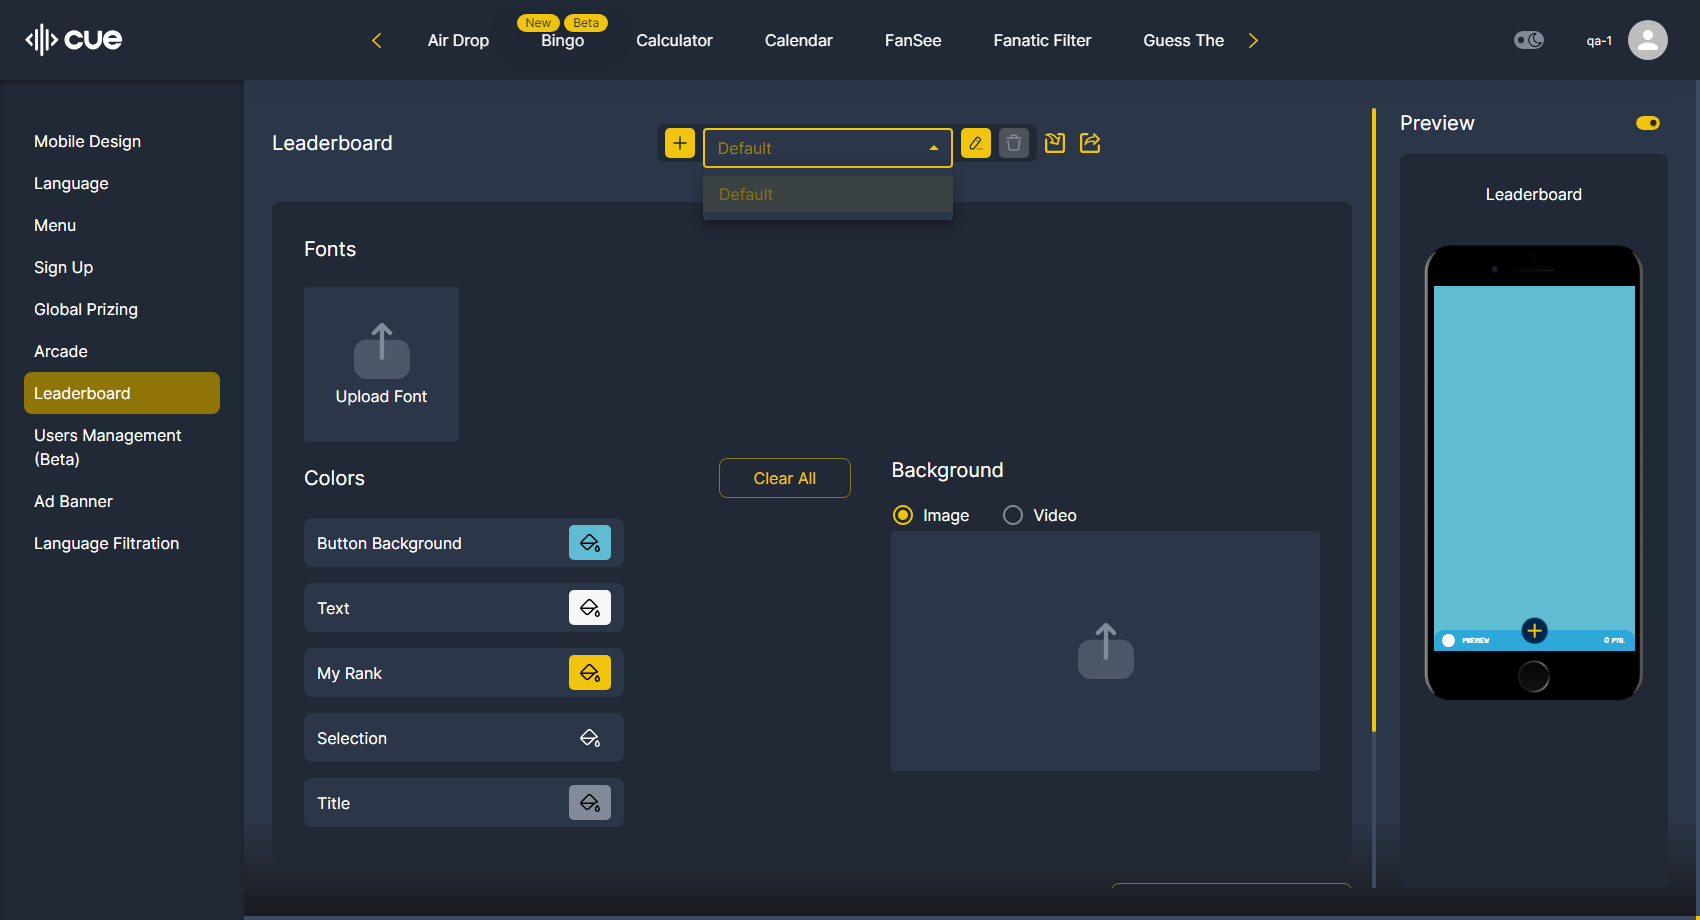 cue
Air Drop
New
Beta
Bingo
Calculator
Calendar
FanSee
Fanatic Filter
Guess The
qa-1
Mobile Design
Language
Menu
Sign Up
Global Prizing
Arcade
Leaderboard
Users Management
(Beta)
Ad Banner
Language Filtration
Leaderboard
Default
Default
Fonts
Upload Font
Colors
Clear All
Button Background
Text
My Rank
Selection
Title
Background
Image
Video
Preview
Leaderboard
PREVIEW
0 PTS.